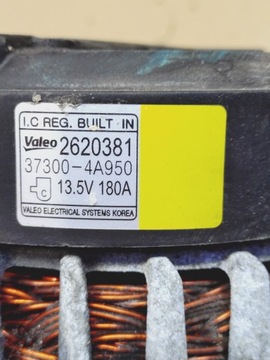 I.C REG. BUILT IN
Valeo 2620381
37300-4A950
C 13.5V 180A
VALEO ELECTRICAL SYSTEMS KOREA